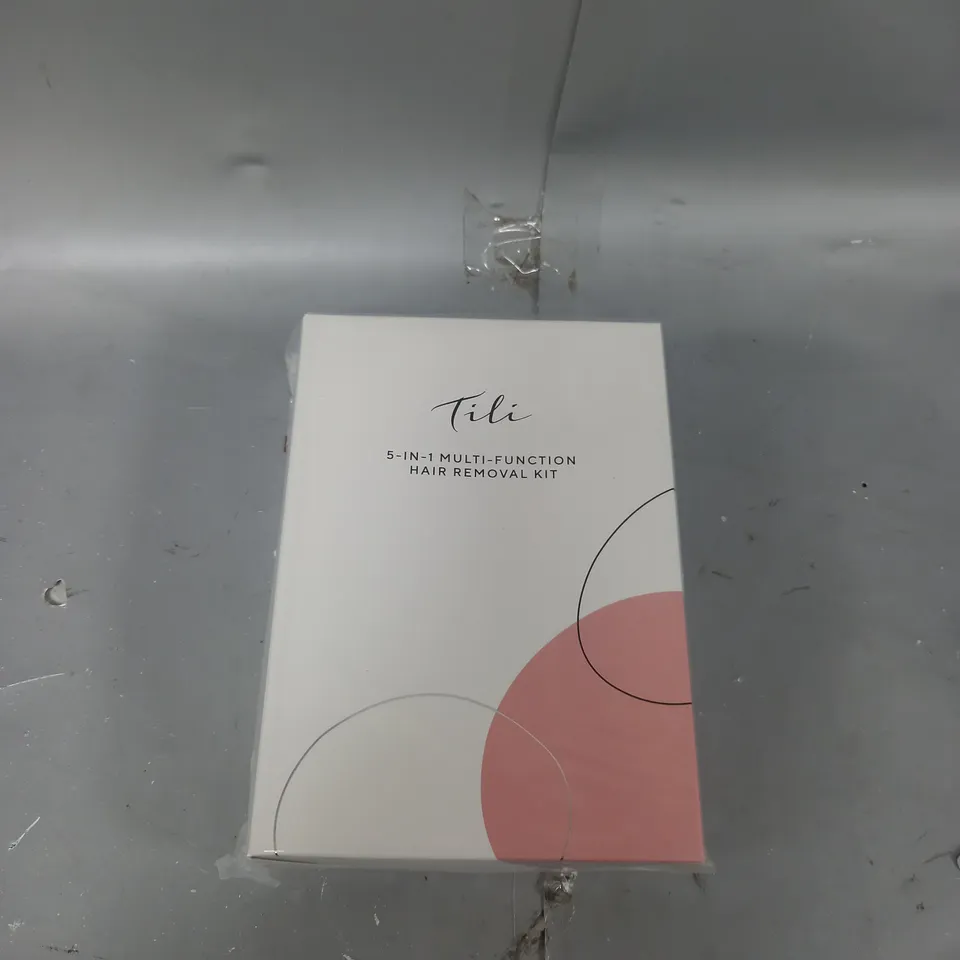 Tili
5-IN-1 MULTI-FUNCTION
HAIR REMOVAL KIT